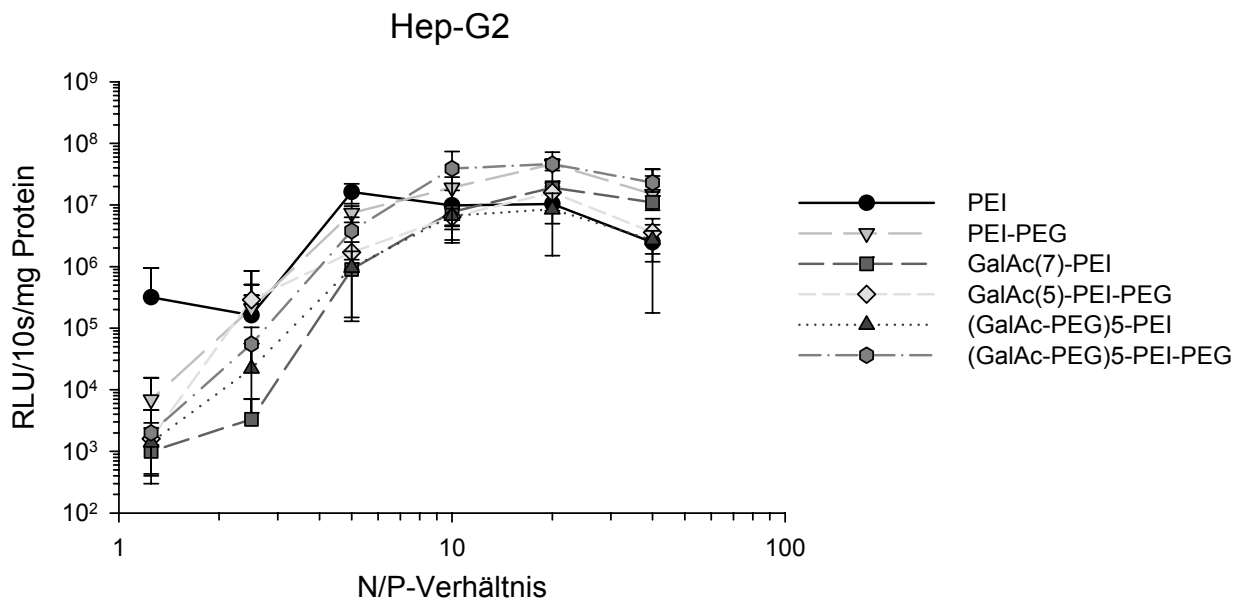 Hep-G2
10⁹
10⁸
10⁷
10⁶
10⁵
10⁴
10³
10²
RLU/10s/mg Protein
1
10
100
N/P-Verhältnis
PEI
PEI-PEG
GalAc(7)-PEI
GalAc(5)-PEI-PEG
(GalAc-PEG)5-PEI
(GalAc-PEG)5-PEI-PEG